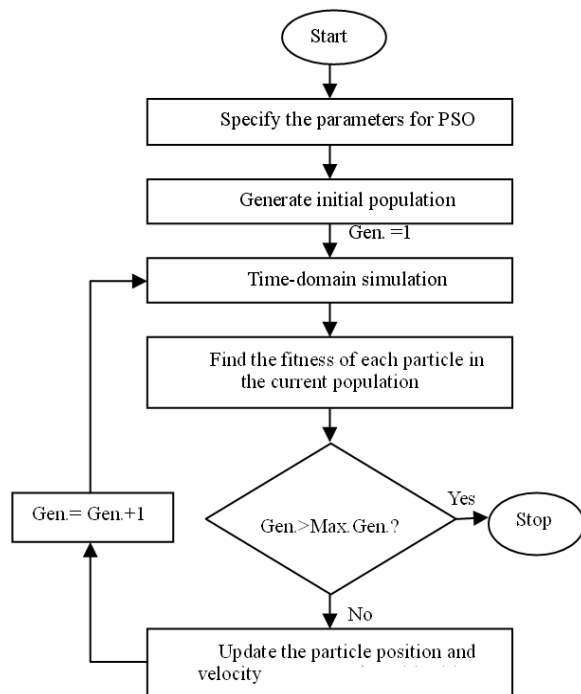 Start
Specify the parameters for PSO
Generate initial population
Gen. =1
Time-domain simulation
Find the fitness of each particle in
the current population
Gen.>Max.Gen.?
Yes
Stop
No
Update the particle position and
velocity
Gen.= Gen.+1